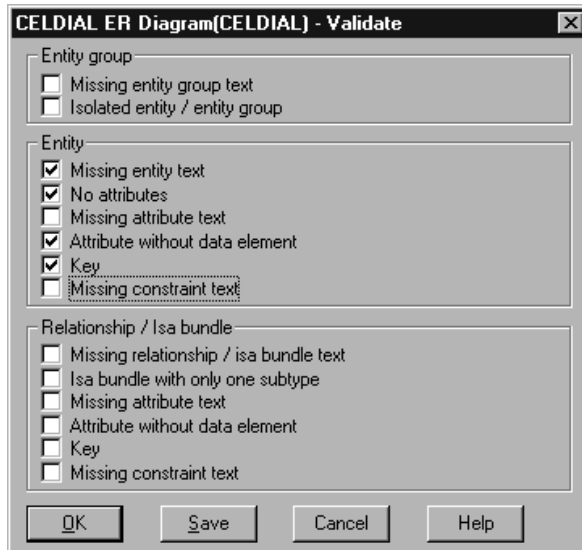 CELDIAL ER Diagram(CELDIAL) - Validate
Entity group
Missing entity group text
Isolated entity / entity group
Entity
Missing entity text
No attributes
Missing attribute text
Attribute without data element
Key
Missing constraint text
Relationship / Isa bundle
Missing relationship / isa bundle text
Isa bundle with only one subtype
Missing attribute text
Attribute without data element
Key
Missing constraint text
OK Save Cancel Help